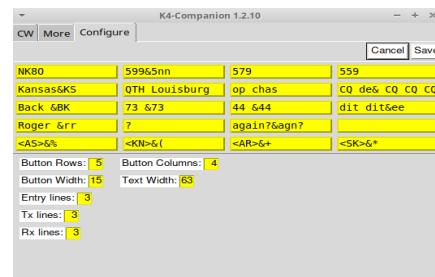 K4-Companion 1.2.10
CW More Configure
Cancel Save
NK8O 599&5nn 579 559
Kansas&KS QTH Louisburg op chas CQ de& CQ CQ CQ
Back &BK 73 &73 44 &44 dit dit&ee
Roger &rr ? again?&agn?
<AS>&% <KN>&( <AR>&+ <SK>&*
Button Rows: 5 Button Columns: 4
Button Width: 15 Text Width: 63
Entry lines: 3
Tx lines: 3
Rx lines: 3